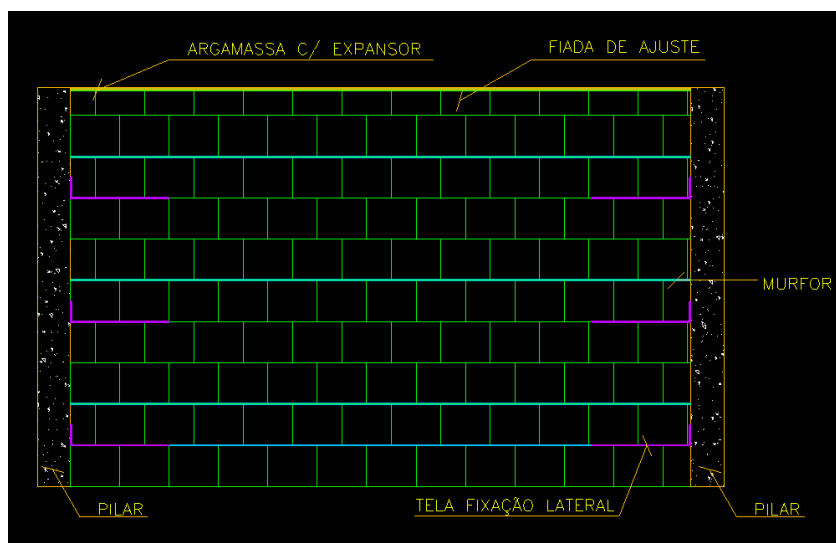 ARGAMASSA C/ EXPANSOR
FIADA DE AJUSTE
MURFOR
TELA FIXAÇÃO LATERAL
PILAR
PILAR